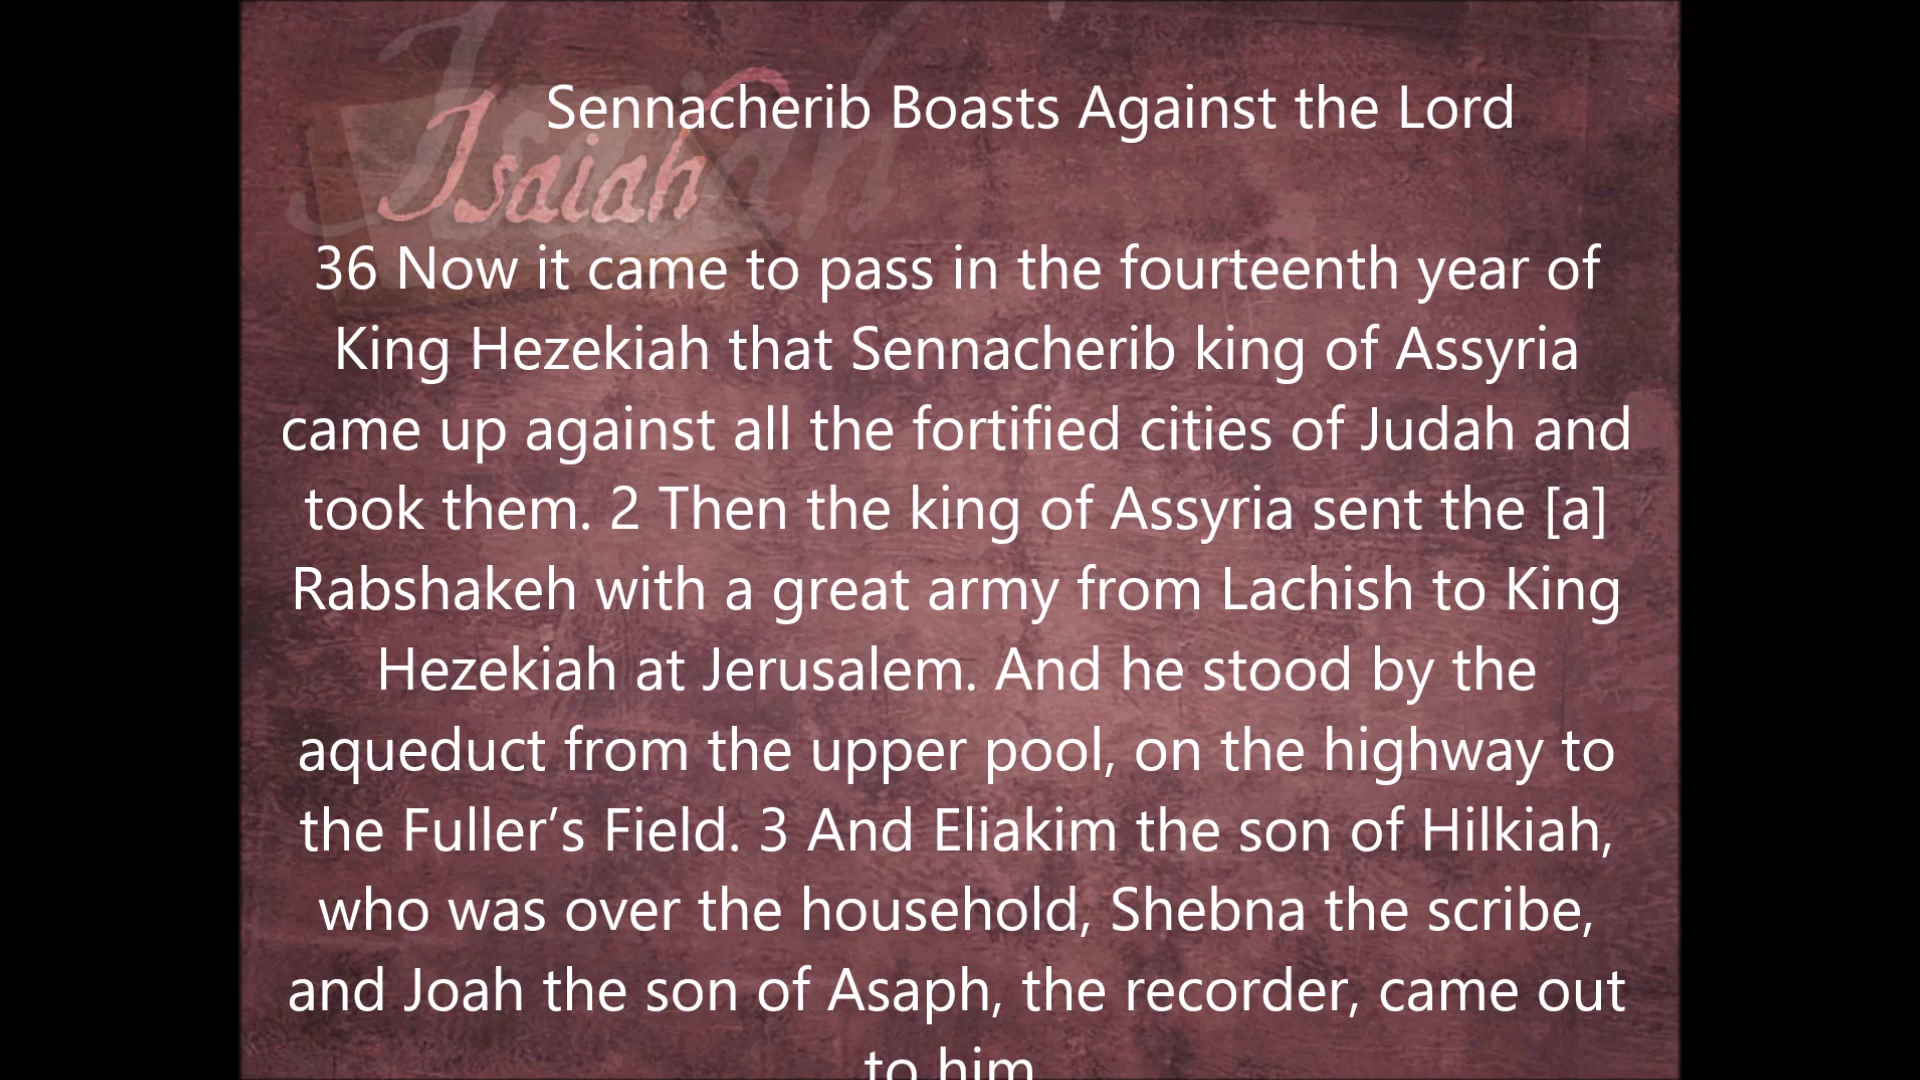 Sennacherib Boasts Against the Lord
Isaiah
36 Now it came to pass in the fourteenth year of
King Hezekiah that Sennacherib king of Assyria
came up against all the fortified cities of Judah and
took them. 2 Then the king of Assyria sent the [a]
Rabshakeh with a great army from Lachish to King
Hezekiah at Jerusalem. And he stood by the
aqueduct from the upper pool, on the highway to
the Fuller’s Field. 3 And Eliakim the son of Hilkiah,
who was over the household, Shebna the scribe,
and Joah the son of Asaph, the recorder, came out
to him